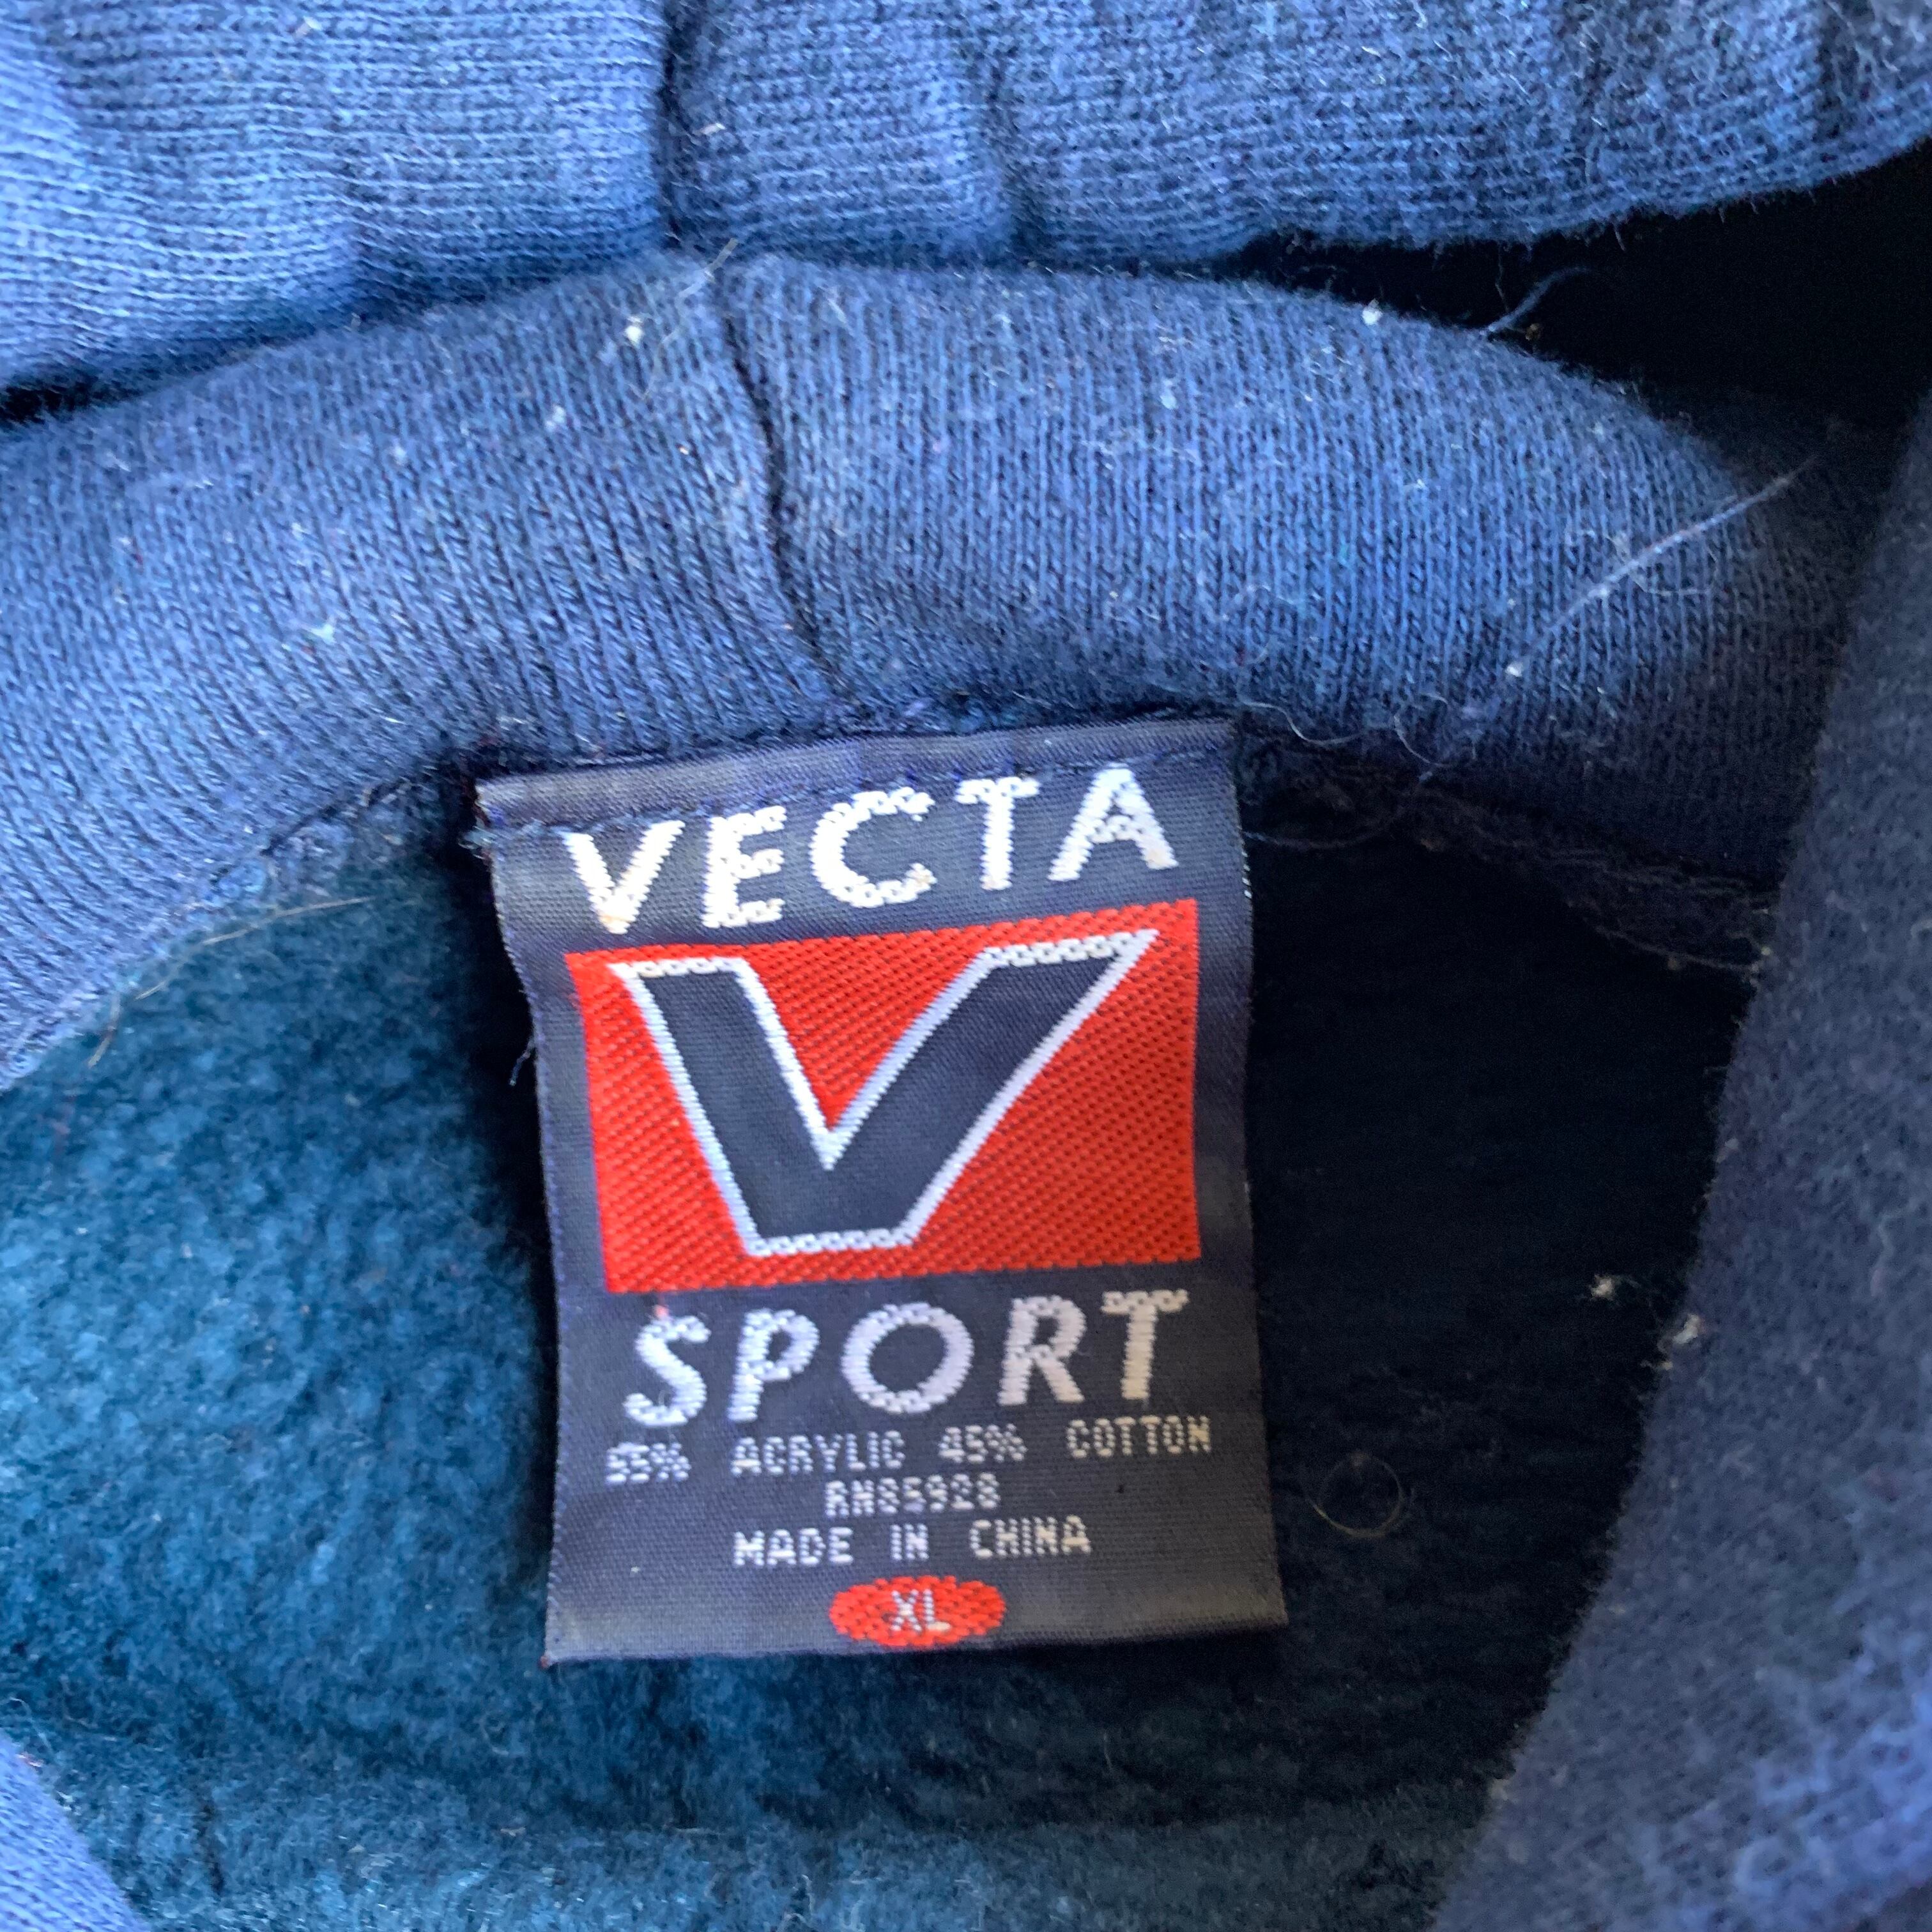 VECTA
V
SPORT
55% ACRYLIC 45% COTTON
RN85928
MADE IN CHINA
XL